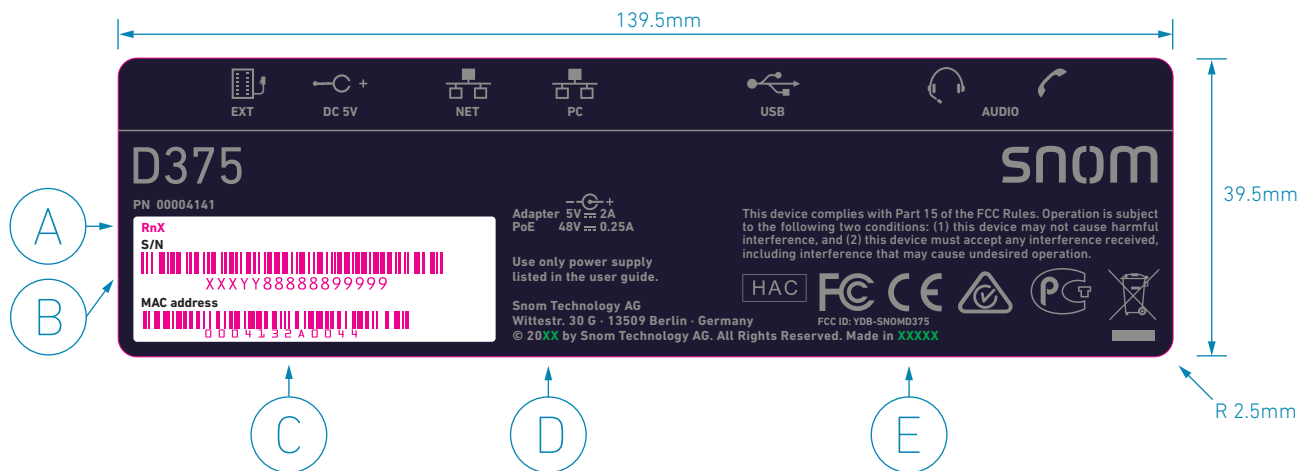 139.5mm
EXT
DC 5V
NET
PC
USB
AUDIO
39.5mm
D375
snom
PN 00004141
A
RnX
S/N
XXXYY88888899999
B
MAC address
0004132A0044
Adapter 5V 2A
PoE 48V 0.25A
Use only power supply
listed in the user guide.
Snom Technology AG
Wittestr. 30 G · 13509 Berlin · Germany
© 20XX by Snom Technology AG. All Rights Reserved. Made in XXXXX
This device complies with Part 15 of the FCC Rules. Operation is subject
to the following two conditions: (1) this device may not cause harmful
interference, and (2) this device must accept any interference received,
including interference that may cause undesired operation.
HAC
FC CE
FCC ID: YDB-SNOMD375
C
D
E
R 2.5mm